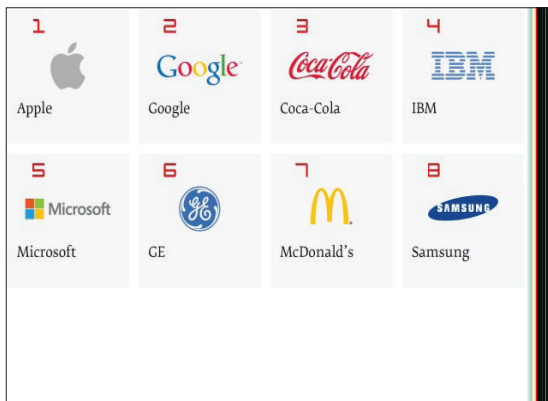 1 2 3 4
Google Coca-Cola IBM
Apple Google Coca-Cola IBM
5 6 7 8
Microsoft GE M SAMSUNG
Microsoft GE McDonald's Samsung